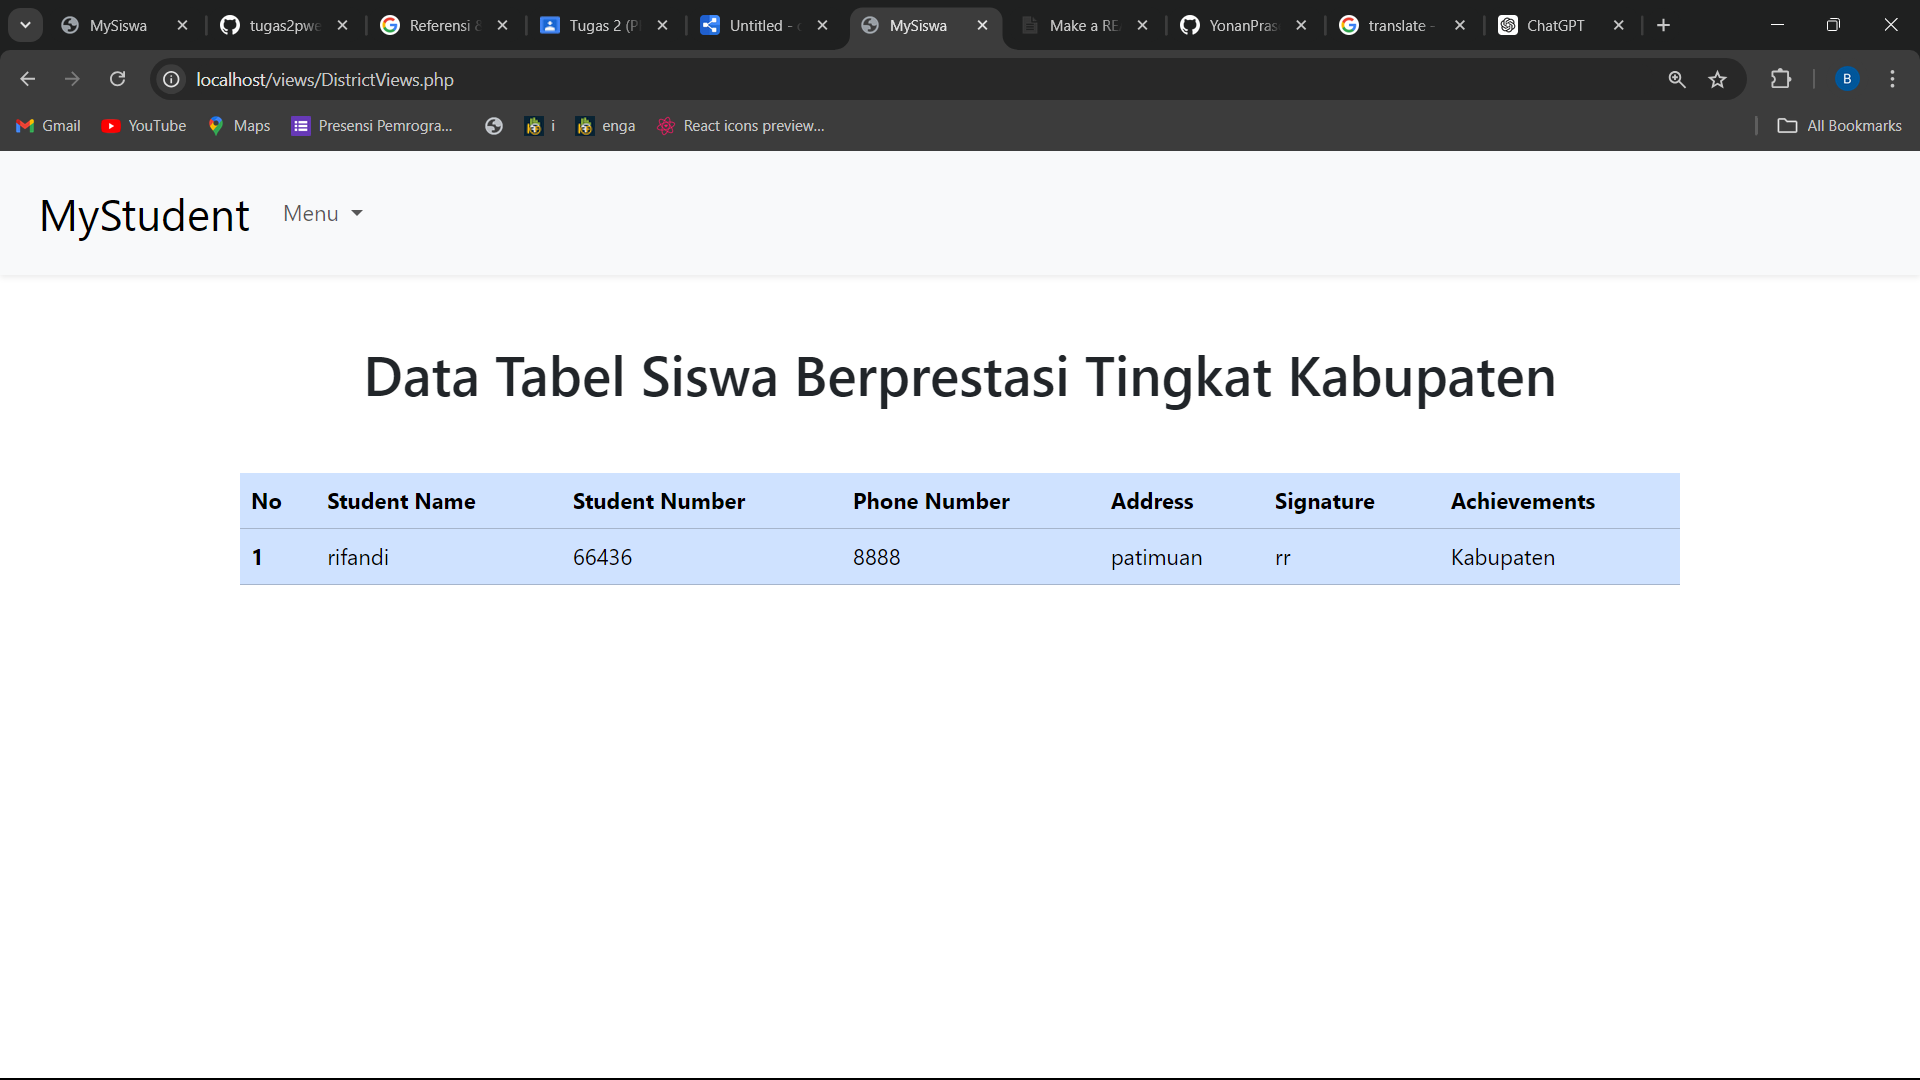 MySiswa tugas2pwe Referensi & Tugas 2 (P Untitled - MySiswa Make a RE YonanPras translate - ChatGPT
localhost/views/DistrictViews.php B
Gmail YouTube Maps Presensi Pemrogra... i enga React icons preview... All Bookmarks
MyStudent Menu
Data Tabel Siswa Berprestasi Tingkat Kabupaten
No Student Name Student Number Phone Number Address Signature Achievements
1 rifandi 66436 8888 patimuan rr Kabupaten